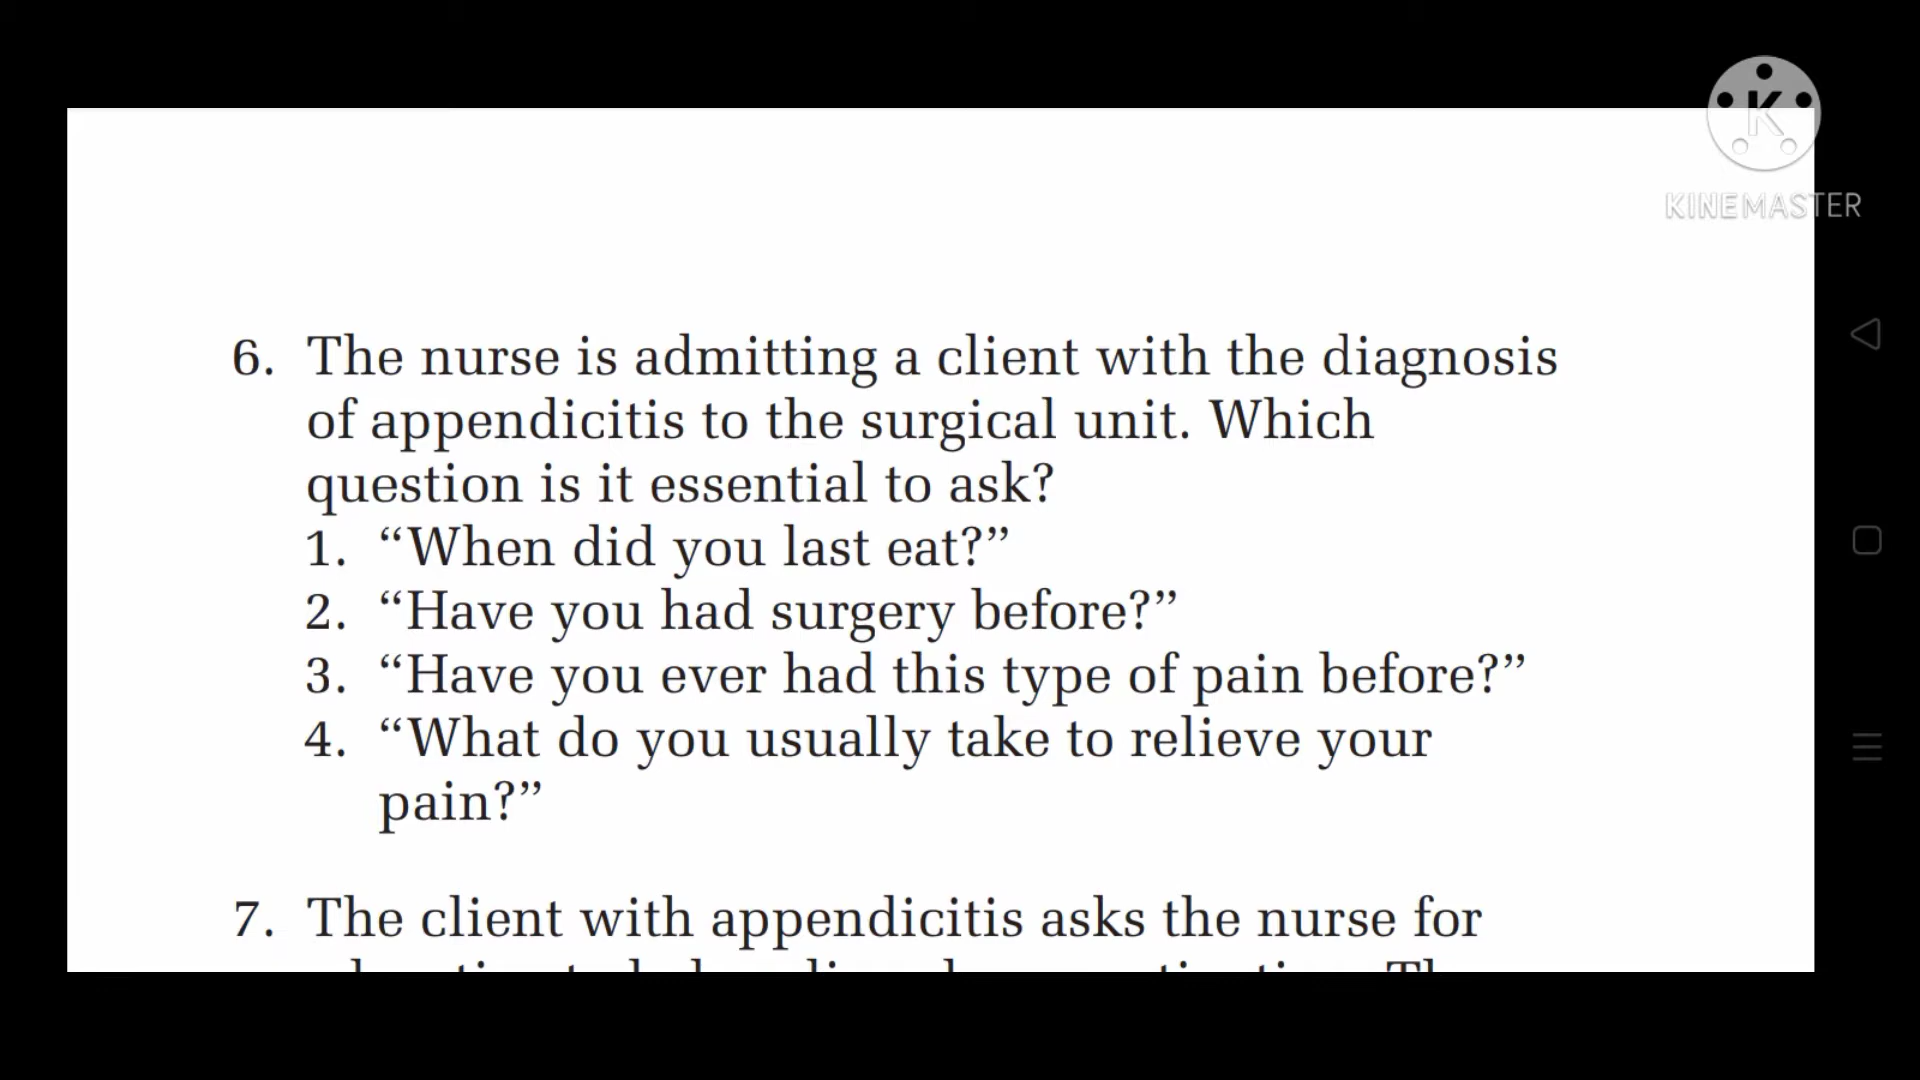 KINEMASTER
6. The nurse is admitting a client with the diagnosis
of appendicitis to the surgical unit. Which
question is it essential to ask?
1. “When did you last eat?”
2. “Have you had surgery before?”
3. “Have you ever had this type of pain before?”
4. “What do you usually take to relieve your
pain?”
7. The client with appendicitis asks the nurse for